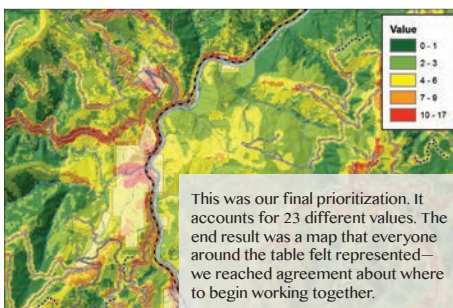 Value
0 - 1
2 - 3
4 - 6
7 - 9
10 - 17
This was our final prioritization. It
accounts for 23 different values. The
end result was a map that everyone
around the table felt represented—
we reached agreement about where
to begin working together.